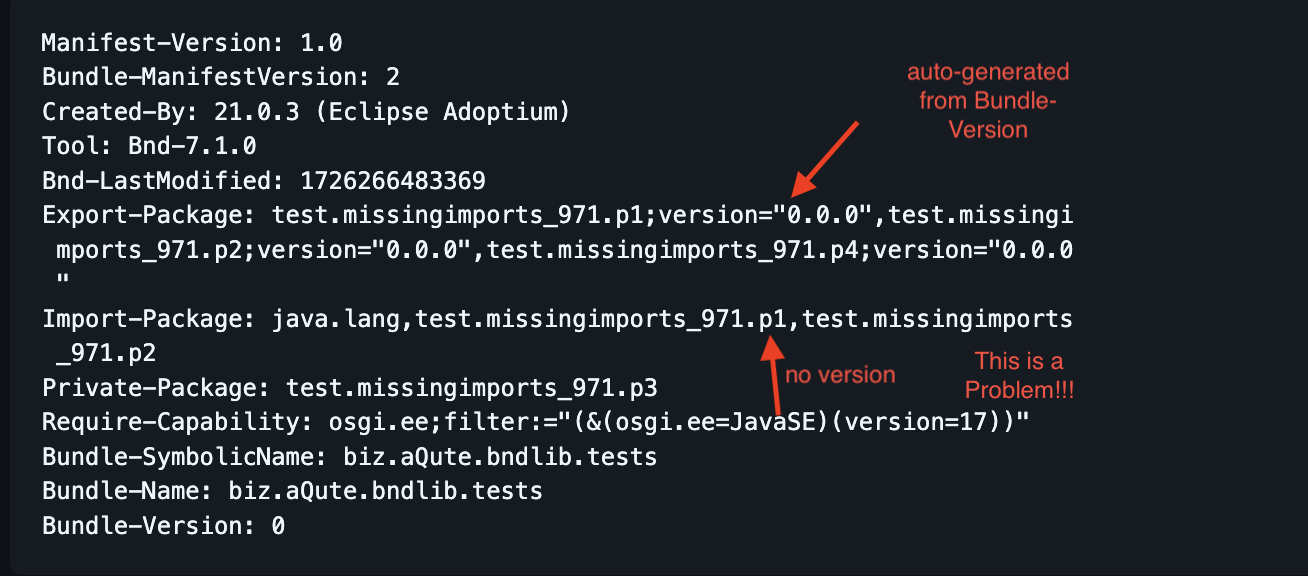 Manifest-Version: 1.0
auto-generated
from Bundle-
Version
Bundle-ManifestVersion: 2
Created-By: 21.0.3 (Eclipse Adoptium)
Tool: Bnd-7.1.0
Bnd-LastModified: 1726266483369
Export-Package: test.missingimports_971.p1;version="0.0.0",test.missingi
mports_971.p2;version="0.0.0",test.missingimports_971.p4;version="0.0.0
"
Import-Package: java.lang,test.missingimports_971.p1,test.missingimports
_971.p2
no version
This is a
Problem!!!
Private-Package: test.missingimports_971.p3
Require-Capability: osgi.ee;filter:="(&(osgi.ee=JavaSE)(version=17))"
Bundle-SymbolicName: biz.aQute.bndlib.tests
Bundle-Name: biz.aQute.bndlib.tests
Bundle-Version: 0